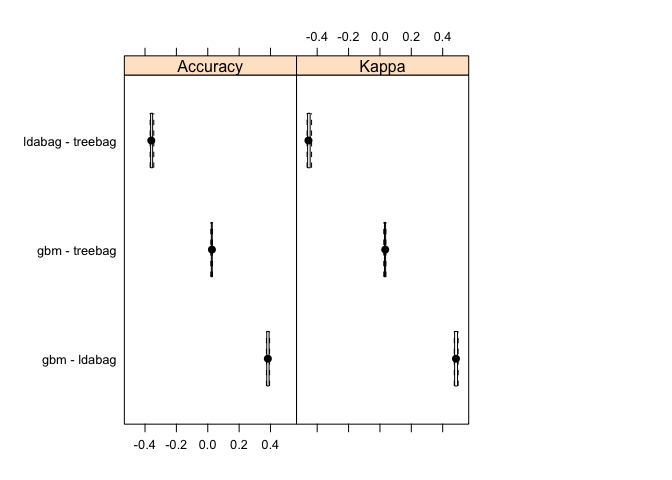 -0.4 -0.2 0.0 0.2 0.4
Accuracy Kappa
ldabag - treebag
gbm - treebag
gbm - ldabag
-0.4 -0.2 0.0 0.2 0.4